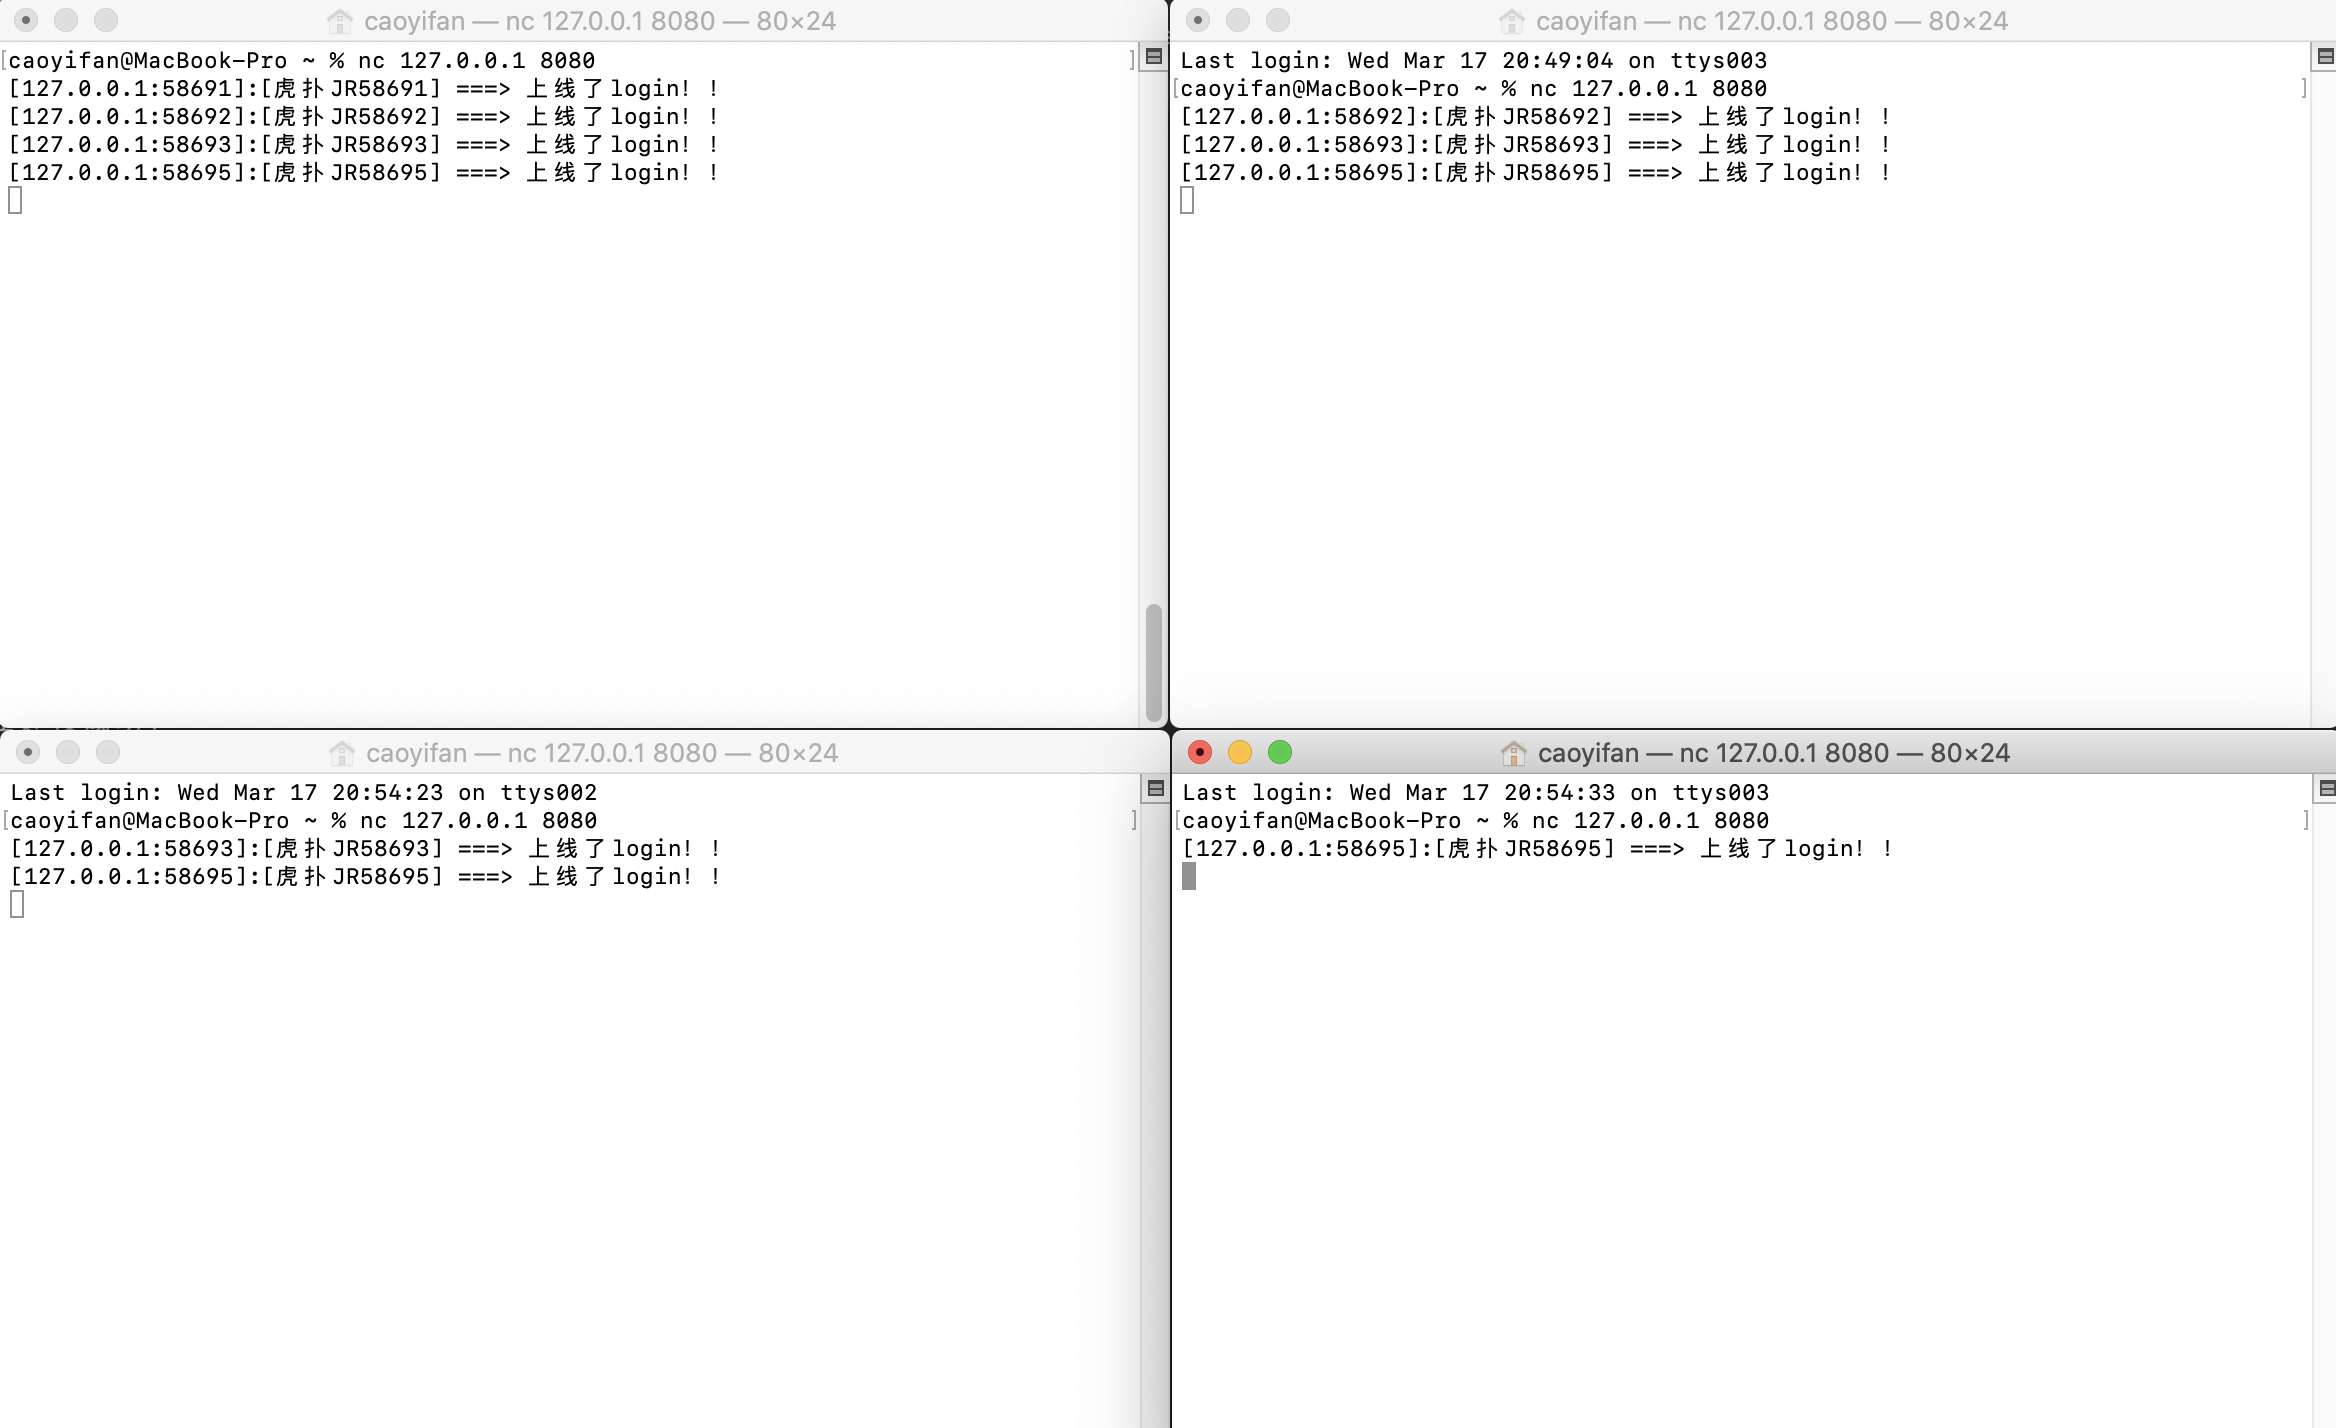 caoyifan — nc 127.0.0.1 8080 — 80×24
caoyifan@MacBook-Pro ~ % nc 127.0.0.1 8080
[127.0.0.1:58691]:[虎扑JR58691] ===> 上线了login!！
[127.0.0.1:58692]:[虎扑JR58692] ===> 上线了login!！
[127.0.0.1:58693]:[虎扑JR58693] ===> 上线了login!！
[127.0.0.1:58695]:[虎扑JR58695] ===> 上线了login!！
caoyifan — nc 127.0.0.1 8080 — 80×24
Last login: Wed Mar 17 20:49:04 on ttys003
caoyifan@MacBook-Pro ~ % nc 127.0.0.1 8080
[127.0.0.1:58692]:[虎扑JR58692] ===> 上线了login!！
[127.0.0.1:58693]:[虎扑JR58693] ===> 上线了login!！
[127.0.0.1:58695]:[虎扑JR58695] ===> 上线了login!！
caoyifan — nc 127.0.0.1 8080 — 80×24
Last login: Wed Mar 17 20:54:23 on ttys002
caoyifan@MacBook-Pro ~ % nc 127.0.0.1 8080
[127.0.0.1:58693]:[虎扑JR58693] ===> 上线了login!！
[127.0.0.1:58695]:[虎扑JR58695] ===> 上线了login!！
caoyifan — nc 127.0.0.1 8080 — 80×24
Last login: Wed Mar 17 20:54:33 on ttys003
caoyifan@MacBook-Pro ~ % nc 127.0.0.1 8080
[127.0.0.1:58695]:[虎扑JR58695] ===> 上线了login!！